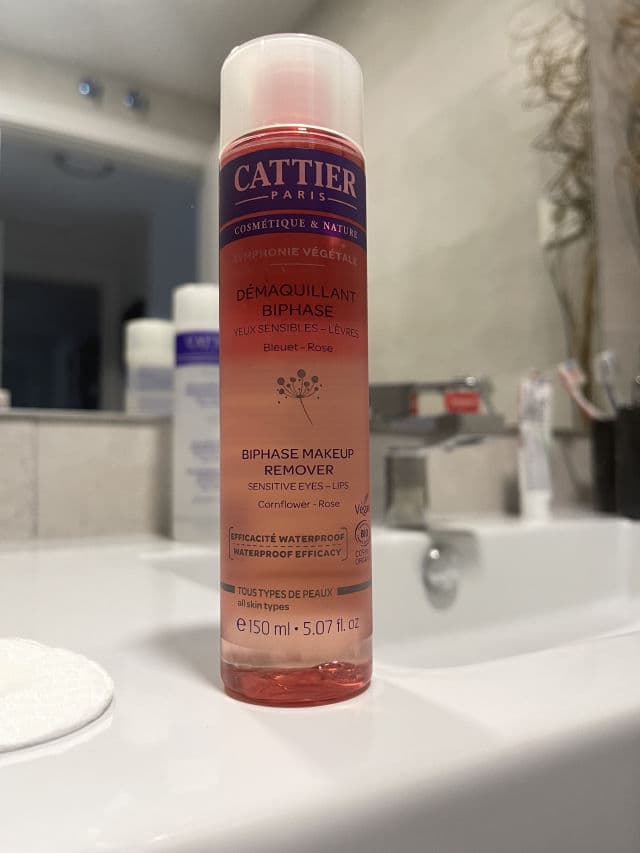 CATTIER
PARIS
COSMÉTIQUE & NATURE
SYMPHONIE VÉGÉTALE
DÉMAQUILLANT
BIPHASE
YEUX SENSIBLES – LÈVRES
Bleuet - Rose
BIPHASE MAKEUP
REMOVER
SENSITIVE EYES – LIPS
Cornflower - Rose
EFFICACITÉ WATERPROOF
WATERPROOF EFFICACY
BIO
TOUS TYPES DE PEAUX
all skin types
e 150 ml • 5.07 fl. oz